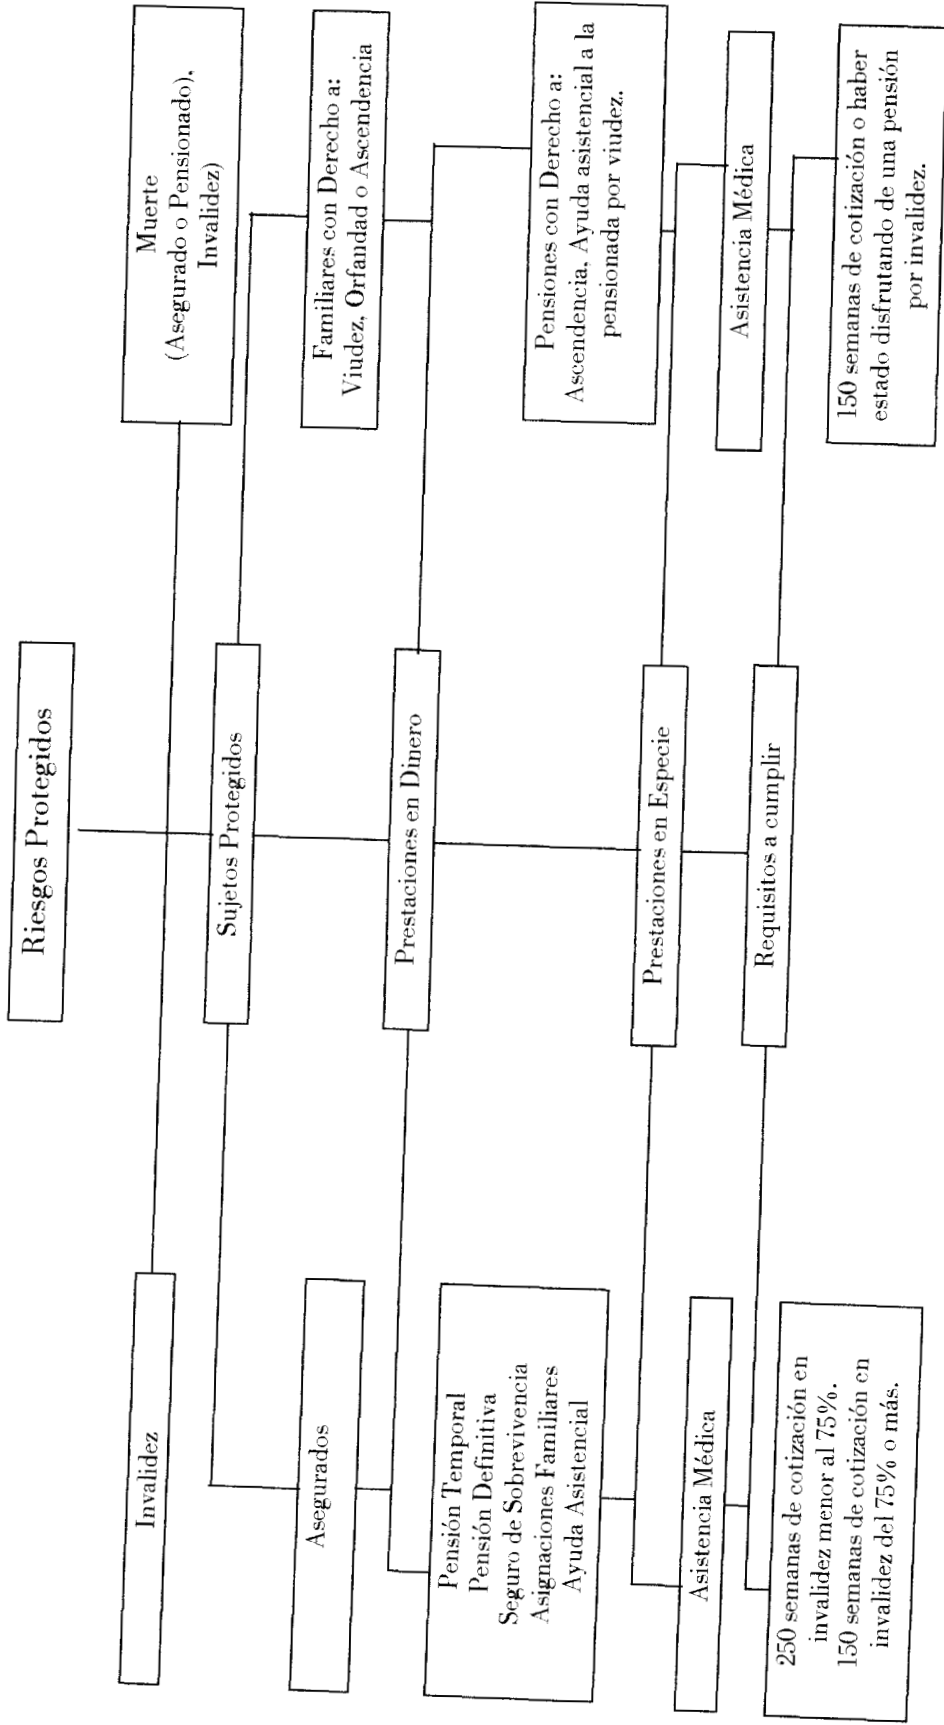 Riesgos Protegidos
Invalidez
Muerte
(Asegurado o Pensionado),
Invalidez)
Sujetos Protegidos
Asegurados
Familiares con Derecho a:
Viudez, Orfandad o Ascendencia
Prestaciones en Dinero
Pensión Temporal
Pensión Definitiva
Seguro de Sobrevivencia
Asignaciones Familiares
Ayuda Asistencial
Pensiones con Derecho a:
Ascendencia, Ayuda asistencial a la
pensionada por viudez.
Prestaciones en Especie
Asistencia Médica
Asistencia Médica
Requisitos a cumplir
250 semanas de cotización en
invalidez menor al 75%.
150 semanas de cotización en
invalidez del 75% o más.
150 semanas de cotización o haber
estado disfrutando de una pensión
por invalidez.